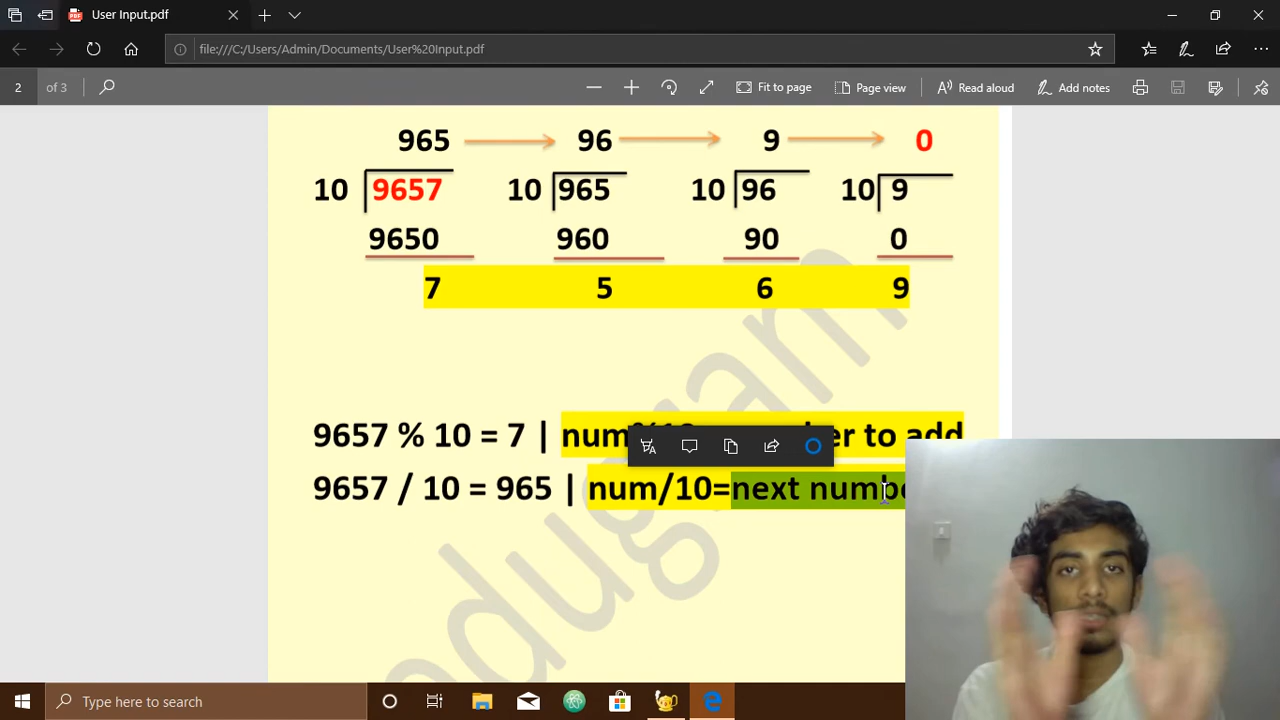 User Input.pdf
file:///C:/Users/Admin/Documents/User%20Input.pdf
2 of 3
Fit to page
Page view
Read aloud
Add notes
965 96 9 0
10 9657 10 965 10 96 10 9
9650 960 90 0
7 5 6 9
9657 % 10 = 7 | to add
9657 / 10 = 965 | num/10=next
Type here to search